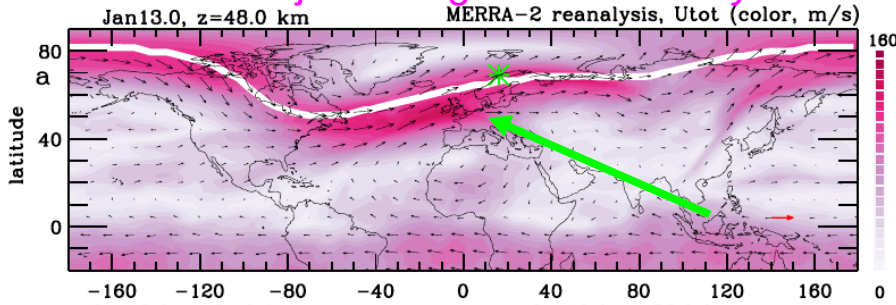 Jan13.0, z=48.0 km MERRA-2 reanalysis, Utot (color, m/s)
160
80
a
40
latitude
0
-160 -120 -80 -40 0 40 80 120 160
0